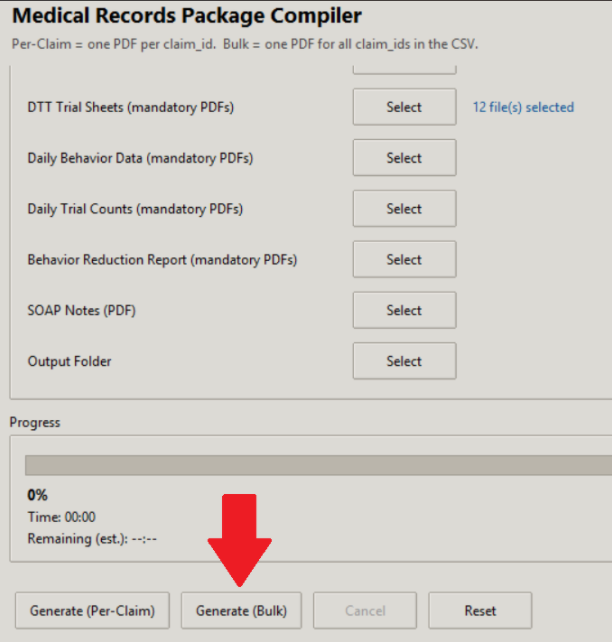 Medical Records Package Compiler
Per-Claim = one PDF per claim_id. Bulk = one PDF for all claim_ids in the CSV.
DTT Trial Sheets (mandatory PDFs) Select 12 file(s) selected
Daily Behavior Data (mandatory PDFs) Select
Daily Trial Counts (mandatory PDFs) Select
Behavior Reduction Report (mandatory PDFs) Select
SOAP Notes (PDF) Select
Output Folder Select
Progress
0%
Time: 00:00
Remaining (est.): --:--
Generate (Per-Claim) Generate (Bulk) Cancel Reset